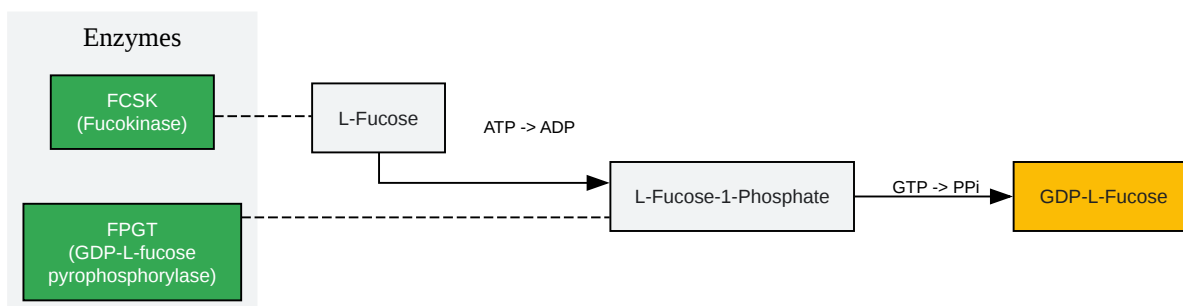 Enzymes
FCSK
(Fucokinase)
L-Fucose
ATP -> ADP
L-Fucose-1-Phosphate
GTP -> PPi
GDP-L-Fucose
FPGT
(GDP-L-fucose
pyrophosphorylase)